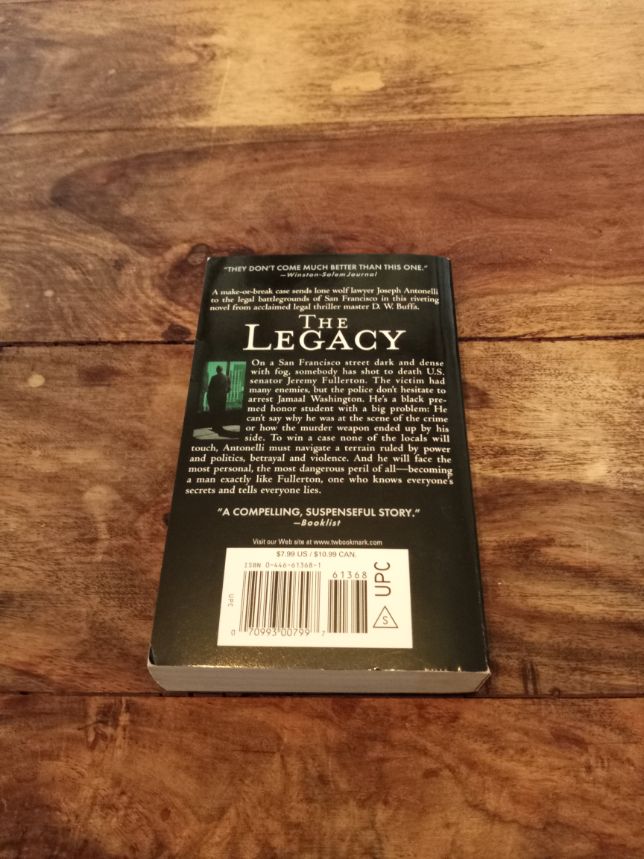 "THEY DON'T COME MUCH BETTER THAN THIS ONE."
—Winston-Salem Journal
A make-or-break case sends lone wolf lawyer Joseph Antonelli
to the legal battlegrounds of San Francisco in this riveting
novel from acclaimed legal thriller master D. W. Buffa.
THE
LEGACY
On a San Francisco street dark and dense
with fog, somebody has shot to death U.S.
senator Jeremy Fullerton. The victim had
many enemies, but the police don't hesitate to
arrest Jamaal Washington. He's a black pre-
med honor student with a big problem: He
can't say why he was at the scene of the crime
or how the murder weapon ended up by his
side. To win a case none of the locals will
touch, Antonelli must navigate a terrain ruled by power
and politics, betrayal and violence. And he will face the
most personal, the most dangerous peril of all—becoming
a man exactly like Fullerton, one who knows everyone's
secrets and tells everyone lies.
"A COMPELLING, SUSPENSEFUL STORY."
—Booklist
Visit our Web site at www.twbookmark.com
$7.99 US / $10.99 CAN.
ISBN 0-446-61368-1
61368
UPC
UPC
S
0 70993 00799 7